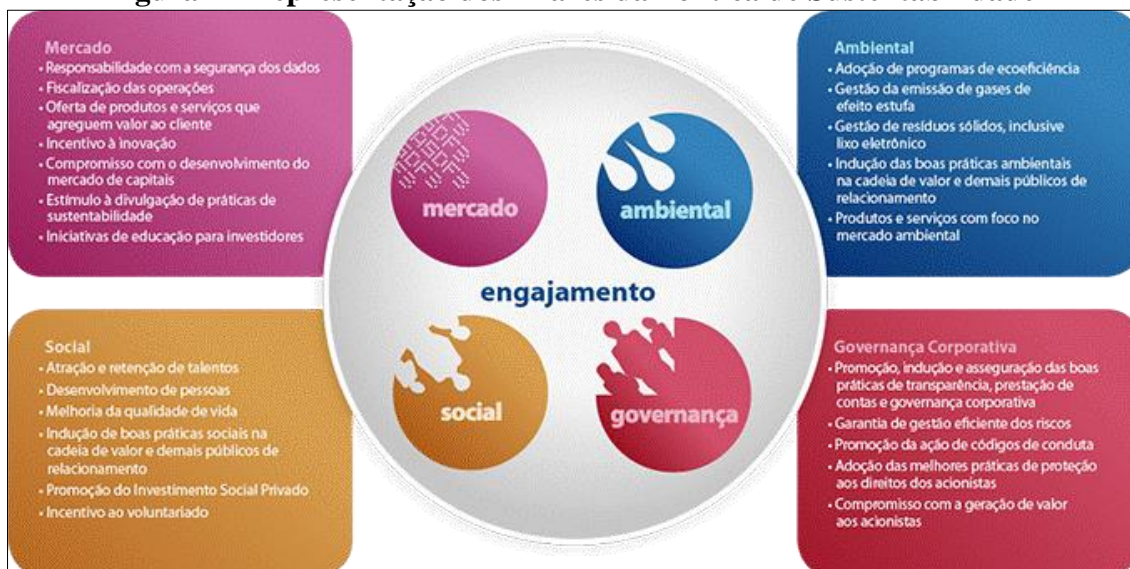 Mercado
• Responsabilidade com a segurança dos dados
• Fiscalização das operações
• Oferta de produtos e serviços que
agreguem valor ao cliente
• Incentivo à inovação
• Compromisso com o desenvolvimento do
mercado de capitais
• Estímulo à divulgação de práticas de
sustentabilidade
• Iniciativas de educação para investidores
Ambiental
• Adoção de programas de ecoeficiência
• Gestão da emissão de gases de
efeito estufa
• Gestão de resíduos sólidos, inclusive
lixo eletrônico
• Indução das boas práticas ambientais
na cadeia de valor e demais públicos de
relacionamento
• Produtos e serviços com foco no
mercado ambiental
mercado
ambiental
engajamento
social
governança
Social
• Atração e retenção de talentos
• Desenvolvimento de pessoas
• Melhoria da qualidade de vida
• Indução de boas práticas sociais na
cadeia de valor e demais públicos de
relacionamento
• Promoção do Investimento Social Privado
• Incentivo ao voluntariado
Governança Corporativa
• Promoção, indução e asseguração das boas
práticas de transparência, prestação de
contas e governança corporativa
• Garantia de gestão eficiente dos riscos
• Promoção da ação de códigos de conduta
• Adoção das melhores práticas de proteção
aos direitos dos acionistas
• Compromisso com a geração de valor
aos acionistas